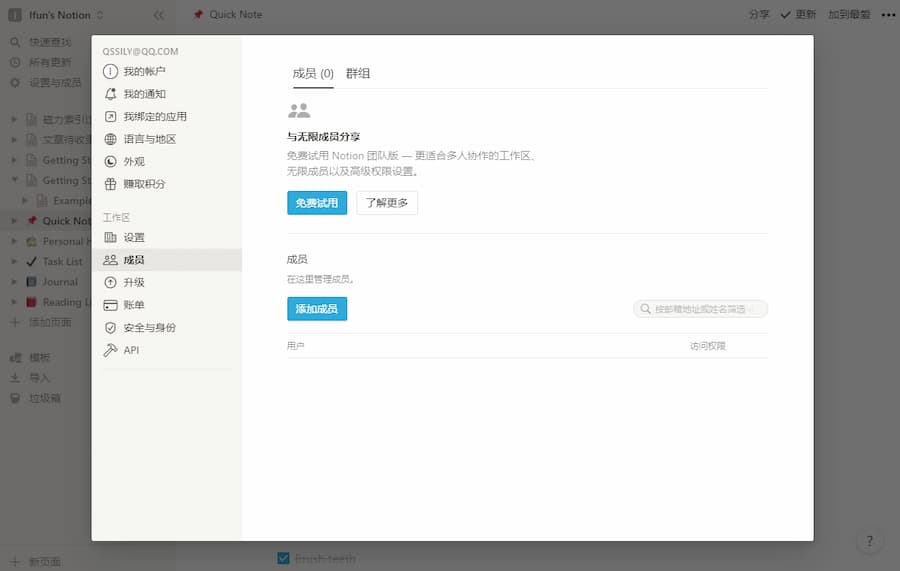 Ifun's Notion
Quick Note
分享
更新
加到最爱
快速查找
所有更新
设置与成员
磁力索引
文章待收
Getting St
Getting St
Example
Quick Not
Personal H
Task List
Journal
Reading L
添加页面
模板
导入
垃圾箱
新页面
QSSILY@QQ.COM
我的帐户
我的通知
我绑定的应用
语言与地区
外观
赚取积分
工作区
设置
成员
升级
账单
安全与身份
API
成员 (0) 群组
与无限成员分享
免费试用 Notion 团队版 — 更适合多人协作的工作区、
无限成员以及高级权限设置。
免费试用
了解更多
成员
在这里管理成员。
添加成员
按邮箱地址或姓名筛选…
用户
访问权限
Brush teeth
?